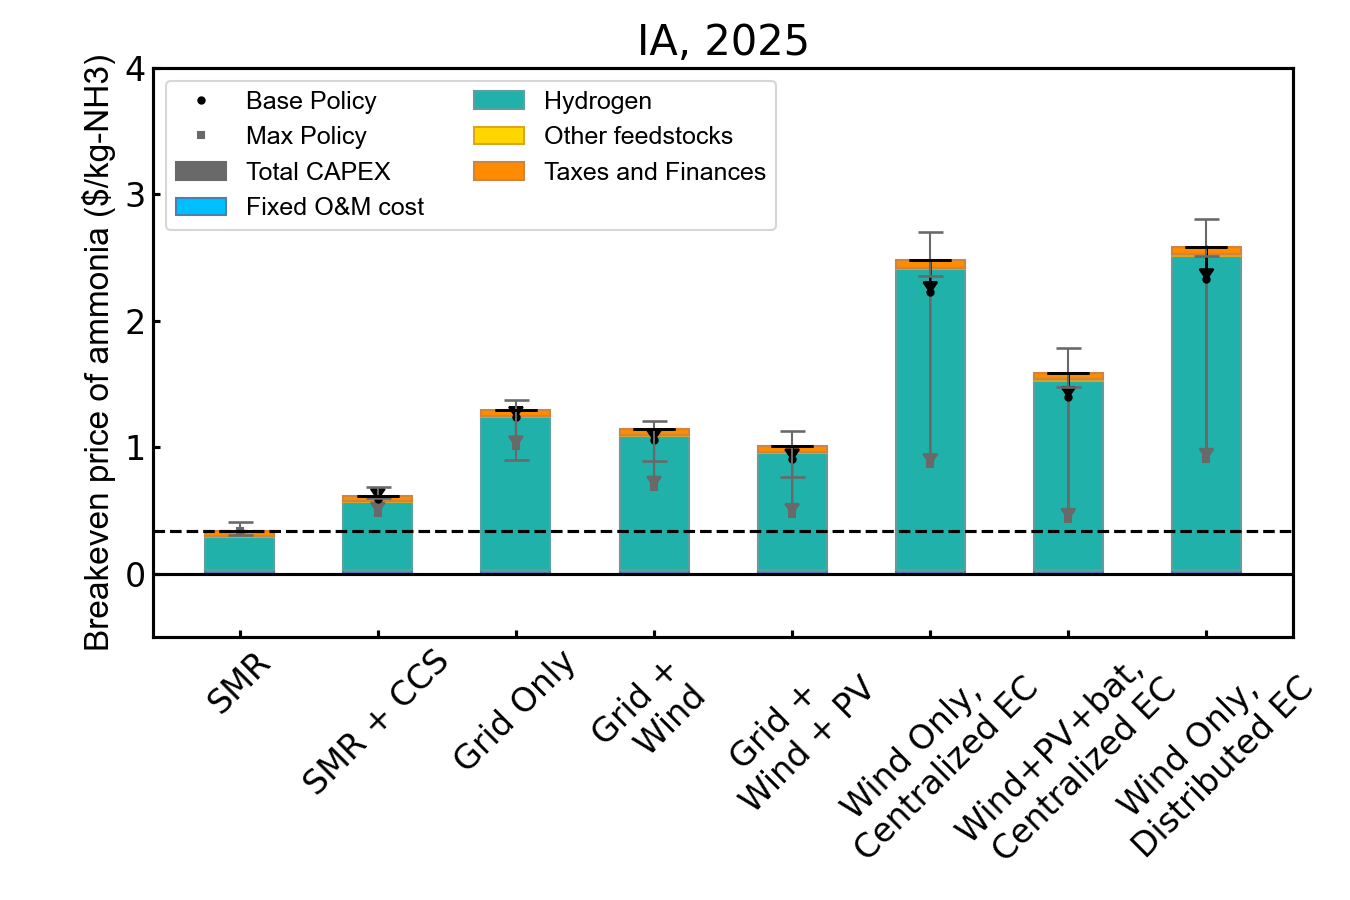 IA, 2025
Breakeven price of ammonia ($/kg-NH3)
4
3
2
1
0
Base Policy
Max Policy
Total CAPEX
Fixed O&M cost
Hydrogen
Other feedstocks
Taxes and Finances
SMR
SMR + CCS
Grid Only
Grid +
Wind
Grid +
Wind + PV
Wind Only,
Centralized EC
Wind+PV+bat,
Centralized EC
Wind Only,
Distributed EC